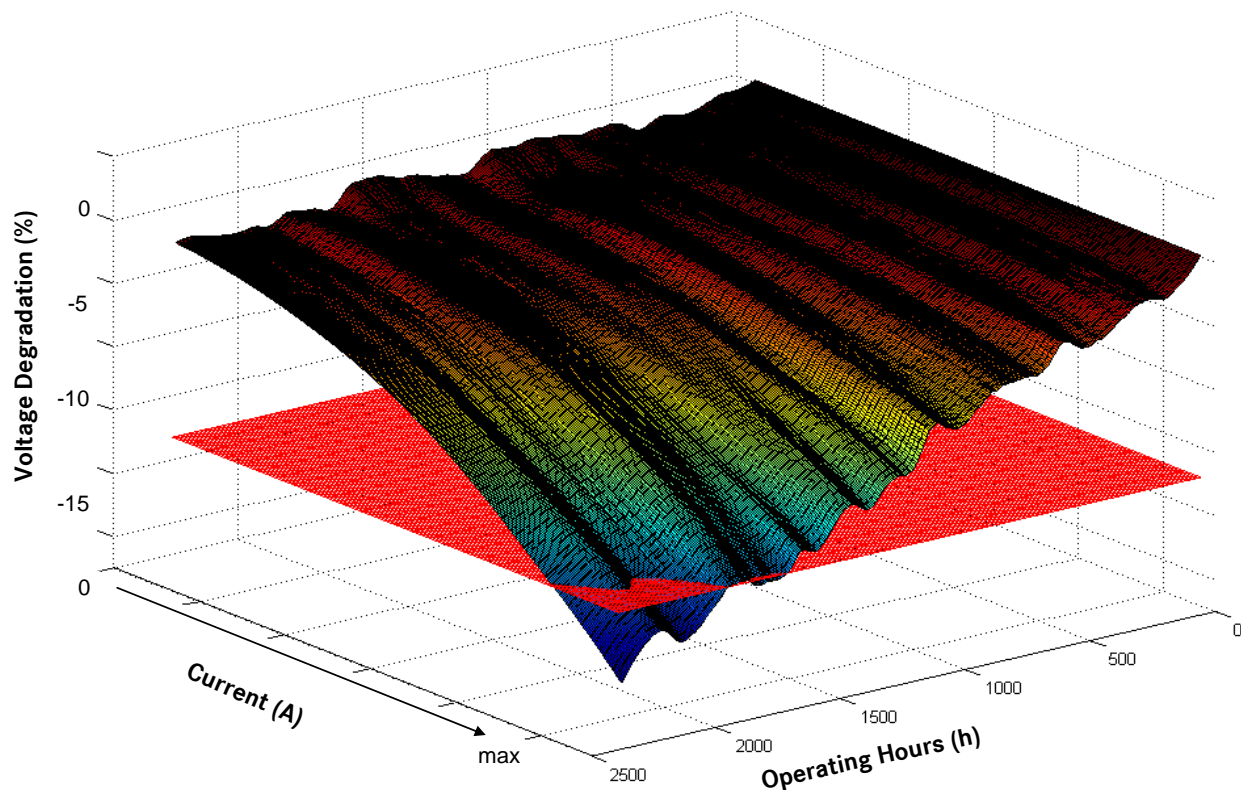 Voltage Degradation (%)
0
-5
-10
-15
0
Current (A)
max
2500
2000
1500
1000
500
0
Operating Hours (h)